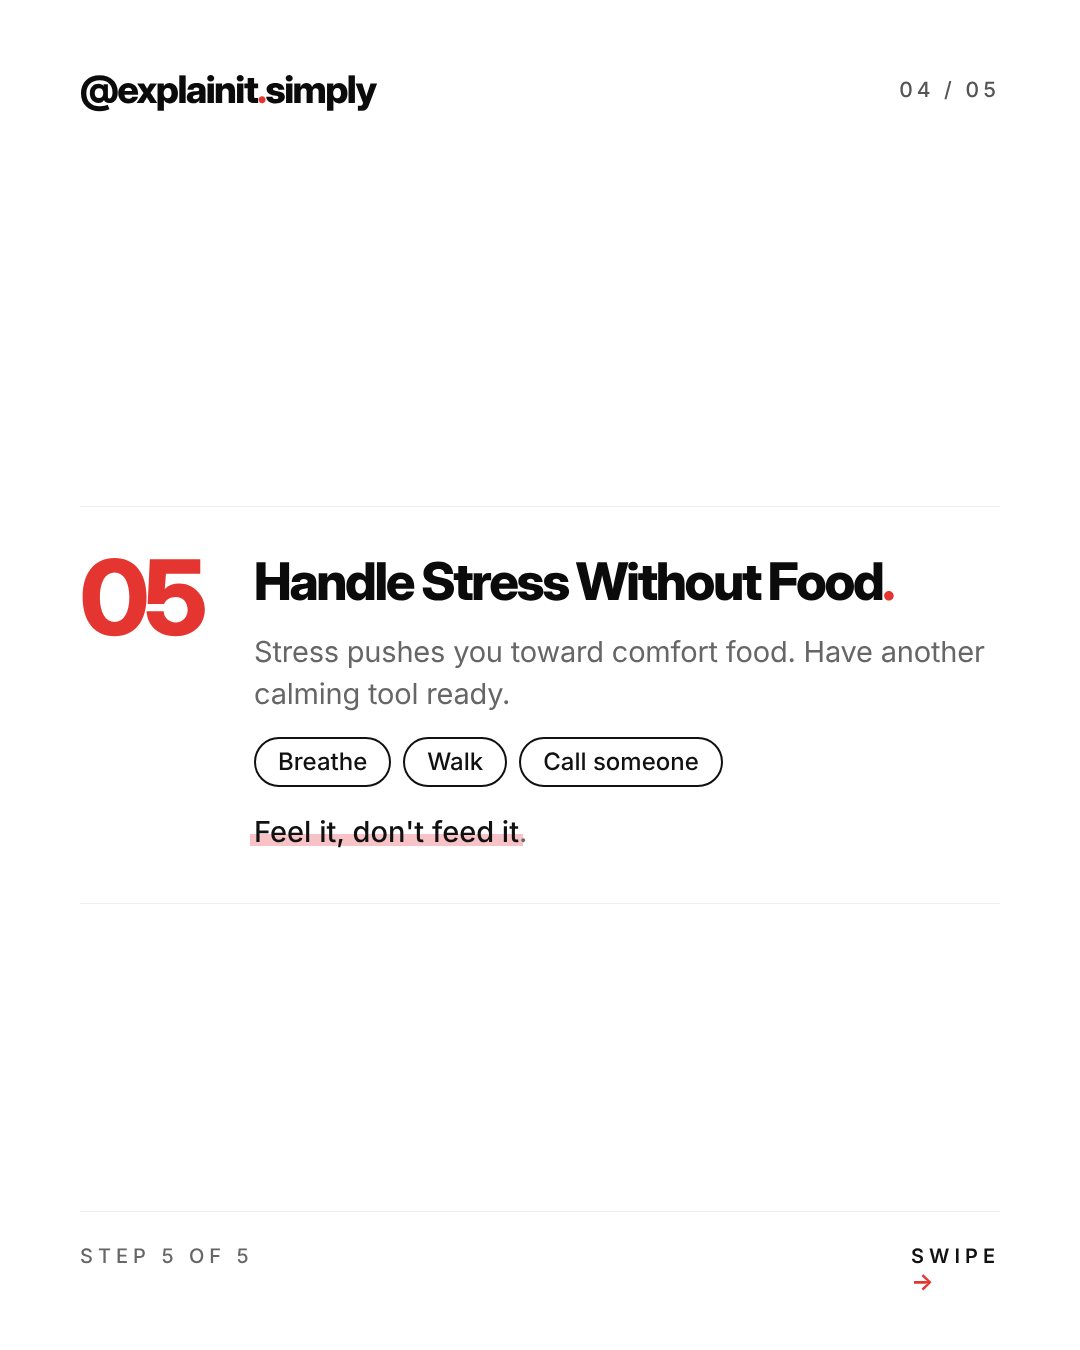 @explainit.simply
04 / 05
05
Handle Stress Without Food.
Stress pushes you toward comfort food. Have another
calming tool ready.
Breathe
Walk
Call someone
Feel it, don't feed it.
STEP 5 OF 5
SWIPE
→